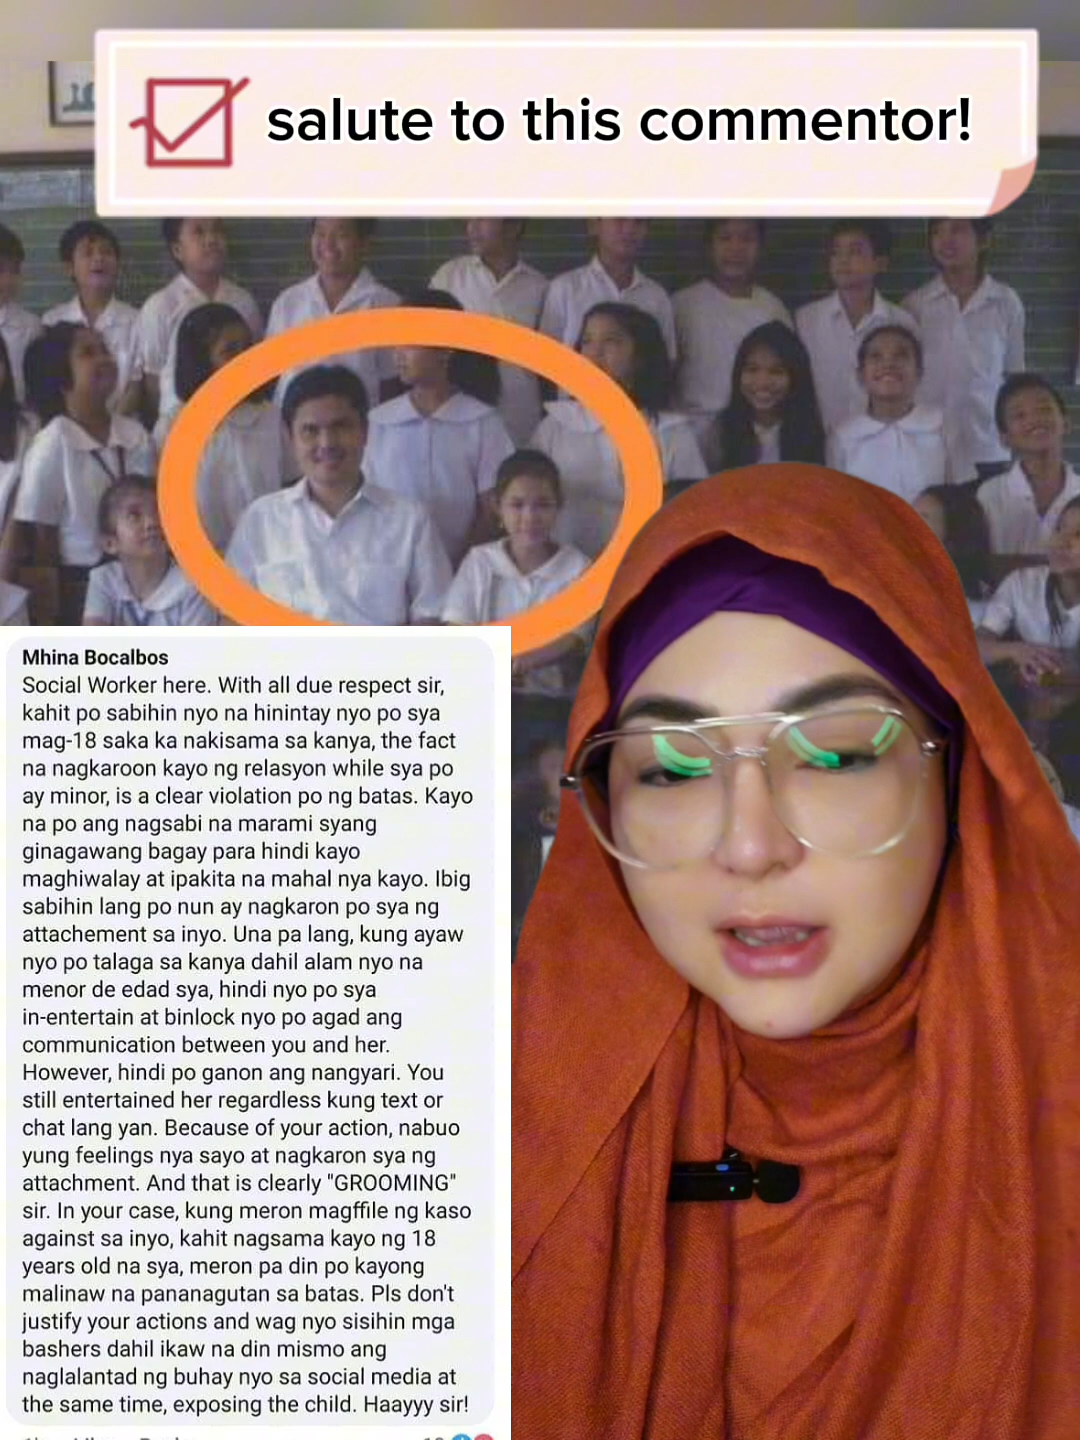 salute to this commentor!
Mhina Bocalbos
Social Worker here. With all due respect sir,
kahit po sabihin nyo na hinintay nyo po sya
mag-18 saka ka nakisama sa kanya, the fact
na nagkaroon kayo ng relasyon while sya po
ay minor, is a clear violation po ng batas. Kayo
na po ang nagsabi na marami syang
ginagawang bagay para hindi kayo
maghiwalay at ipakita na mahal nya kayo. Ibig
sabihin lang po nun ay nagkaron po sya ng
attachement sa inyo. Una pa lang, kung ayaw
nyo po talaga sa kanya dahil alam nyo na
menor de edad sya, hindi nyo po sya
in-entertain at binlock nyo po agad ang
communication between you and her.
However, hindi po ganon ang nangyari. You
still entertained her regardless kung text or
chat lang yan. Because of your action, nabuo
yung feelings nya sayo at nagkaron sya ng
attachment. And that is clearly "GROOMING"
sir. In your case, kung meron magffile ng kaso
against sa inyo, kahit nagsama kayo ng 18
years old na sya, meron pa din po kayong
malinaw na pananagutan sa batas. Pls don't
justify your actions and wag nyo sisihin mga
bashers dahil ikaw na din mismo ang
naglalantad ng buhay nyo sa social media at
the same time, exposing the child. Haayyy sir!